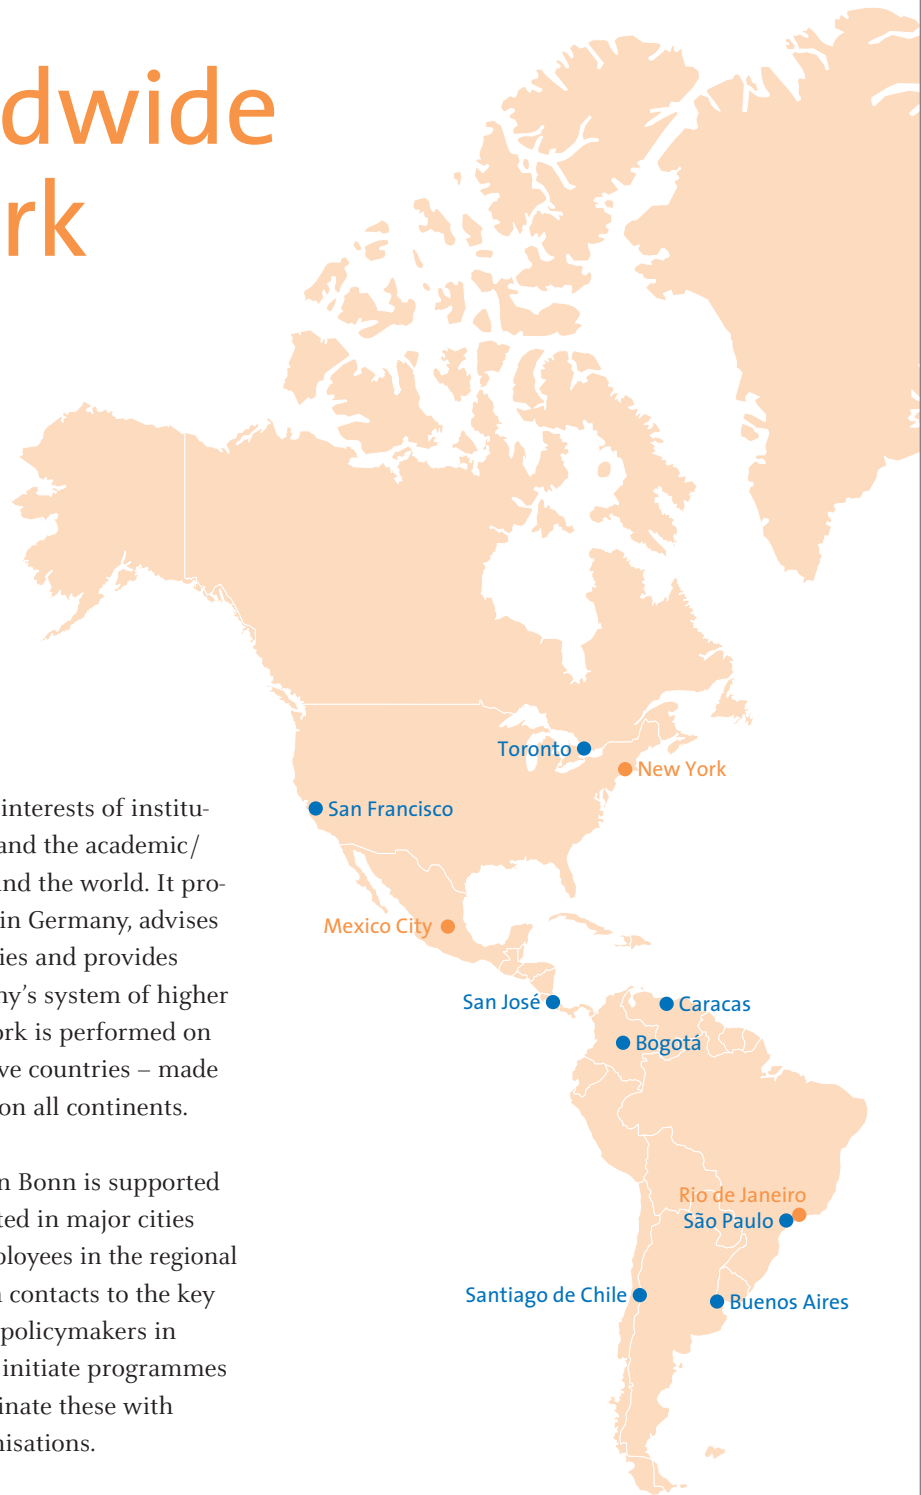 dwide
rk
Toronto
New York
San Francisco
Mexico City
San José
Caracas
Bogotá
Rio de Janeiro
São Paulo
Santiago de Chile
Buenos Aires
interests of institu-
and the academic/
nd the world. It pro-
in Germany, advises
ies and provides
ny’s system of higher
ork is performed on
ve countries – made
on all continents.
n Bonn is supported
ted in major cities
ployees in the regional
contacts to the key
policymakers in
initiate programmes
inate these with
nisations.